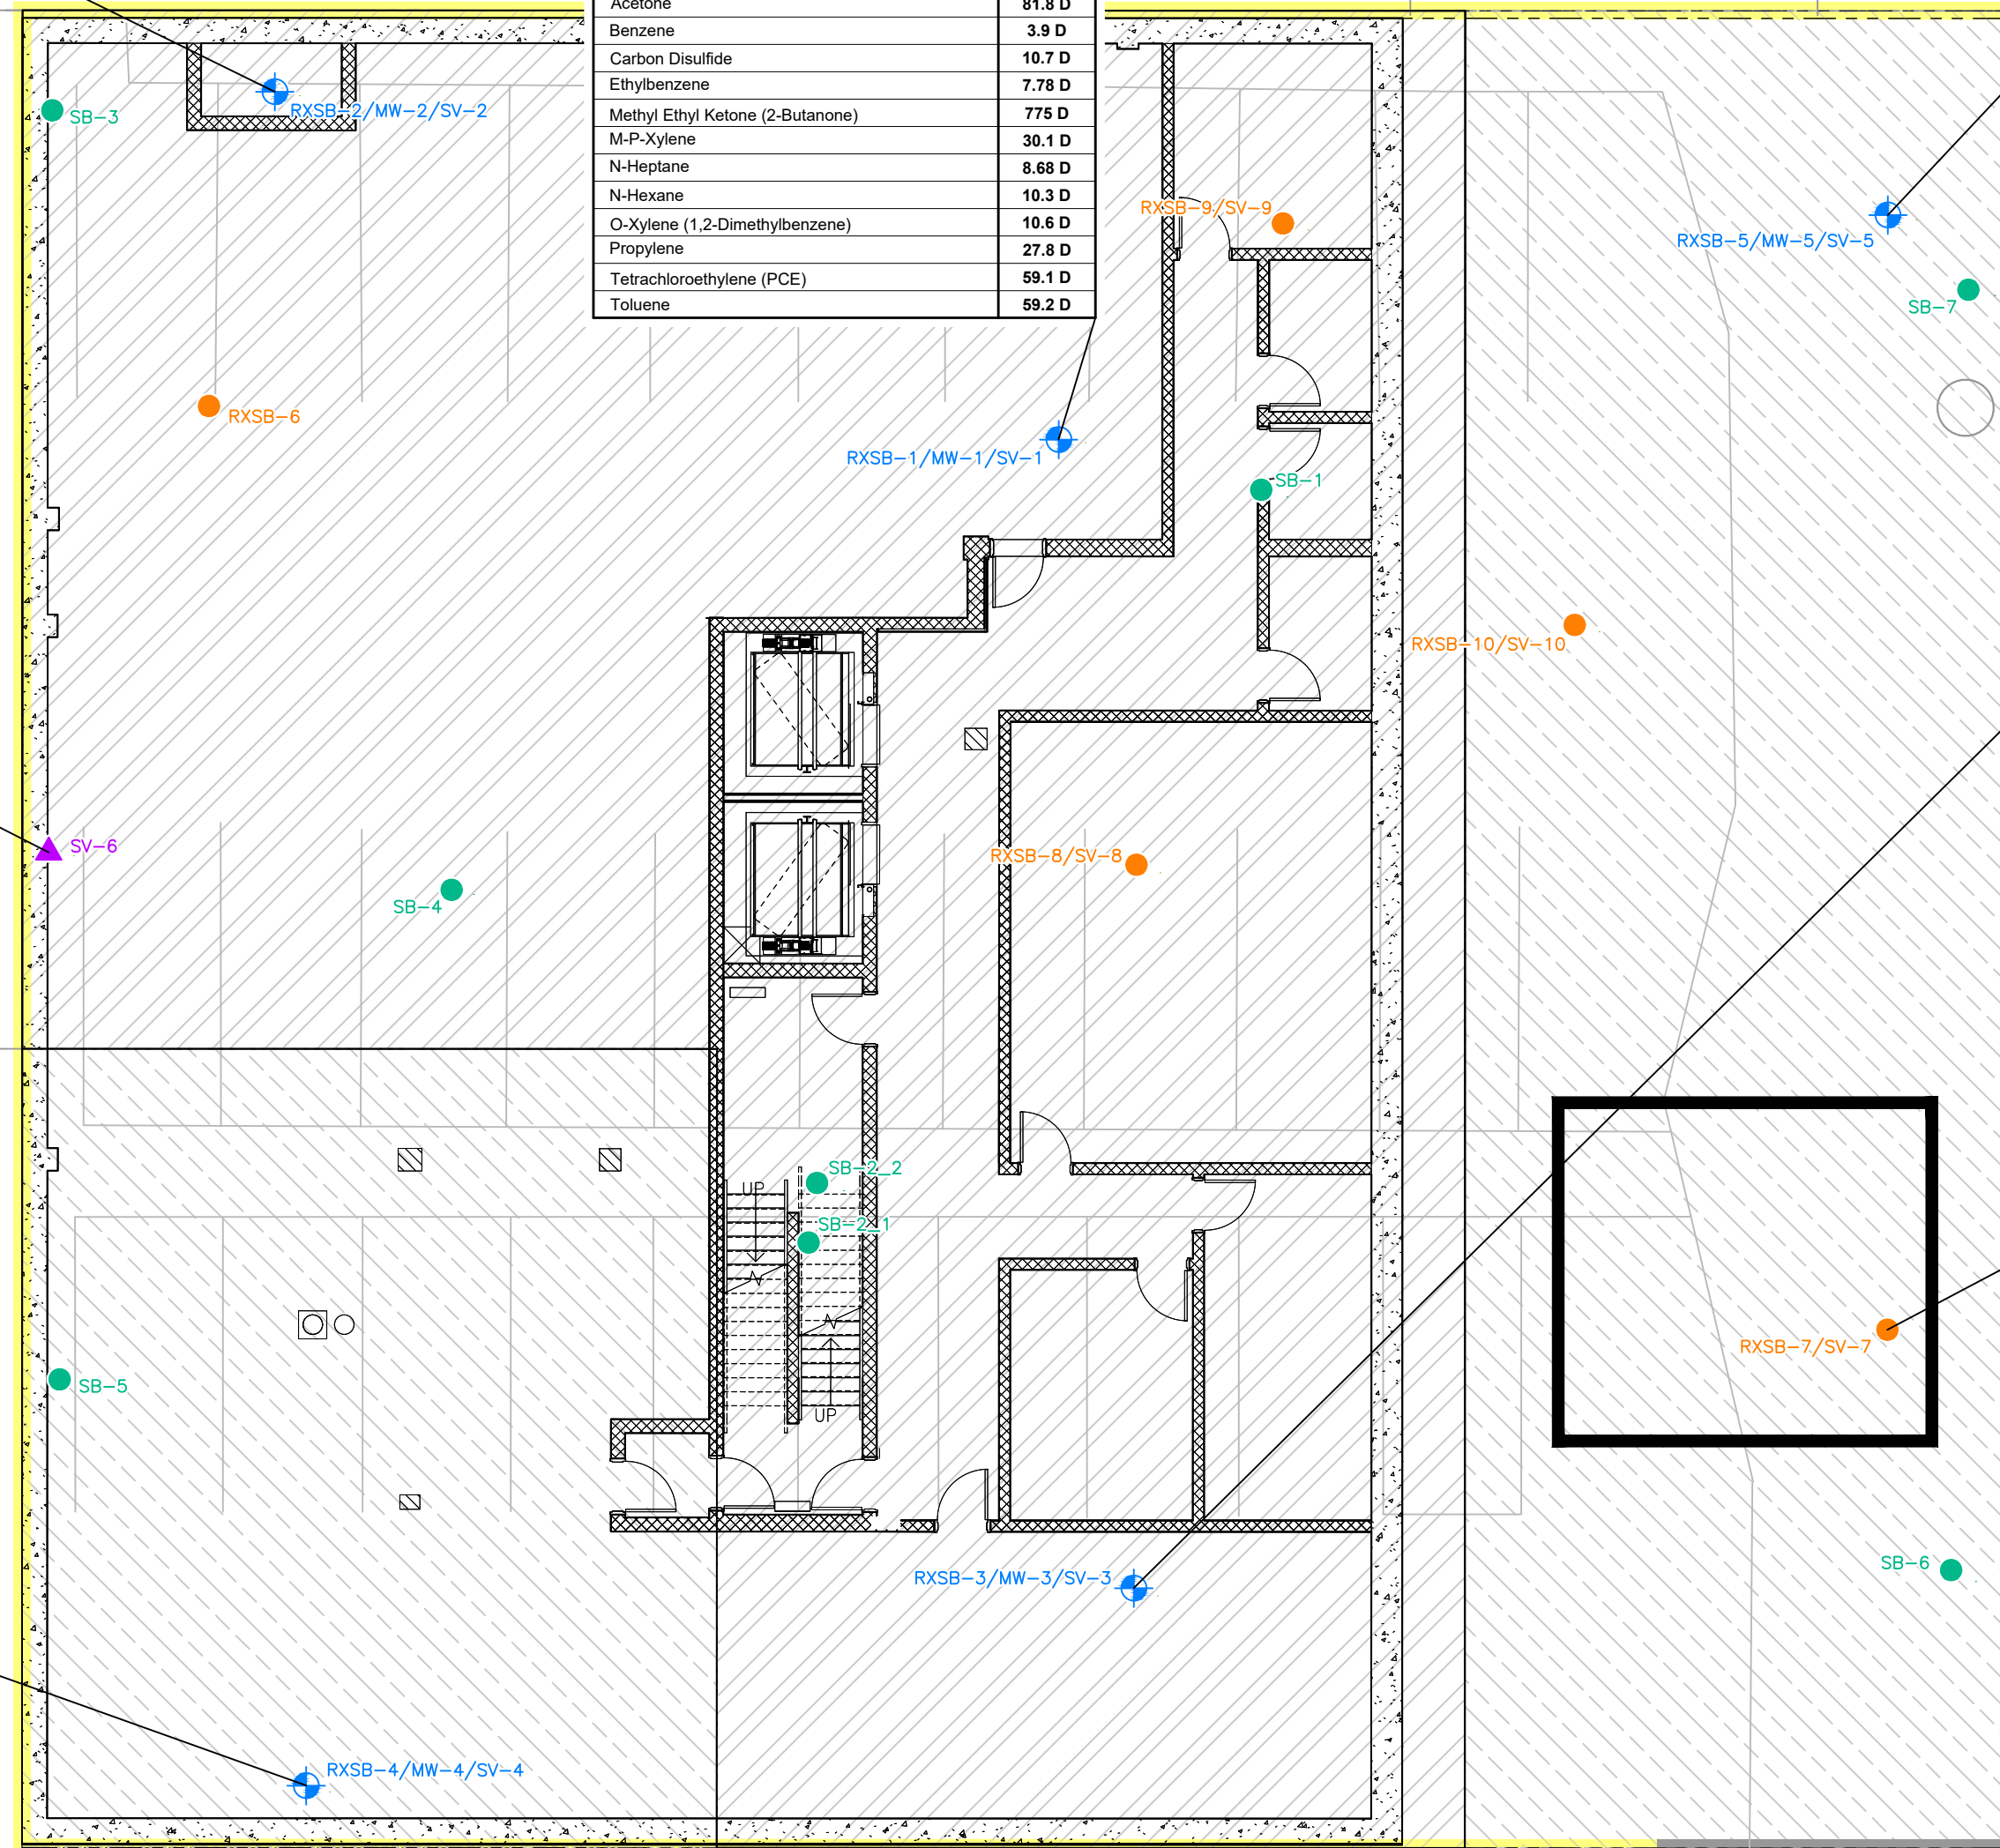 Acetone 81.8 D
Benzene 3.9 D
Carbon Disulfide 10.7 D
Ethylbenzene 7.78 D
Methyl Ethyl Ketone (2-Butanone) 775 D
M-P-Xylene 30.1 D
N-Heptane 8.68 D
N-Hexane 10.3 D
O-Xylene (1,2-Dimethylbenzene) 10.6 D
Propylene 27.8 D
Tetrachloroethylene (PCE) 59.1 D
Toluene 59.2 D
SB-3
RXSB-2/MW-2/SV-2
RXSB-9/SV-9
RXSB-5/MW-5/SV-5
SB-7
RXSB-6
RXSB-1/MW-1/SV-1
SB-1
RXSB-10/SV-10
SV-6
RXSB-8/SV-8
SB-4
SB-2_2
UP
SB-2_1
RXSB-7/SV-7
SB-5
UP
SB-6
RXSB-3/MW-3/SV-3
RXSB-4/MW-4/SV-4